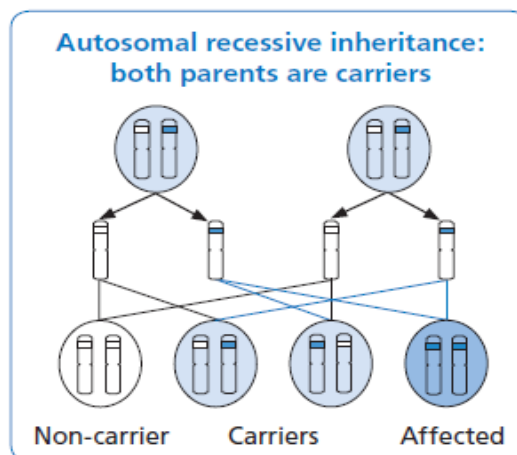 Autosomal recessive inheritance:
both parents are carriers
Non-carrier Carriers Affected